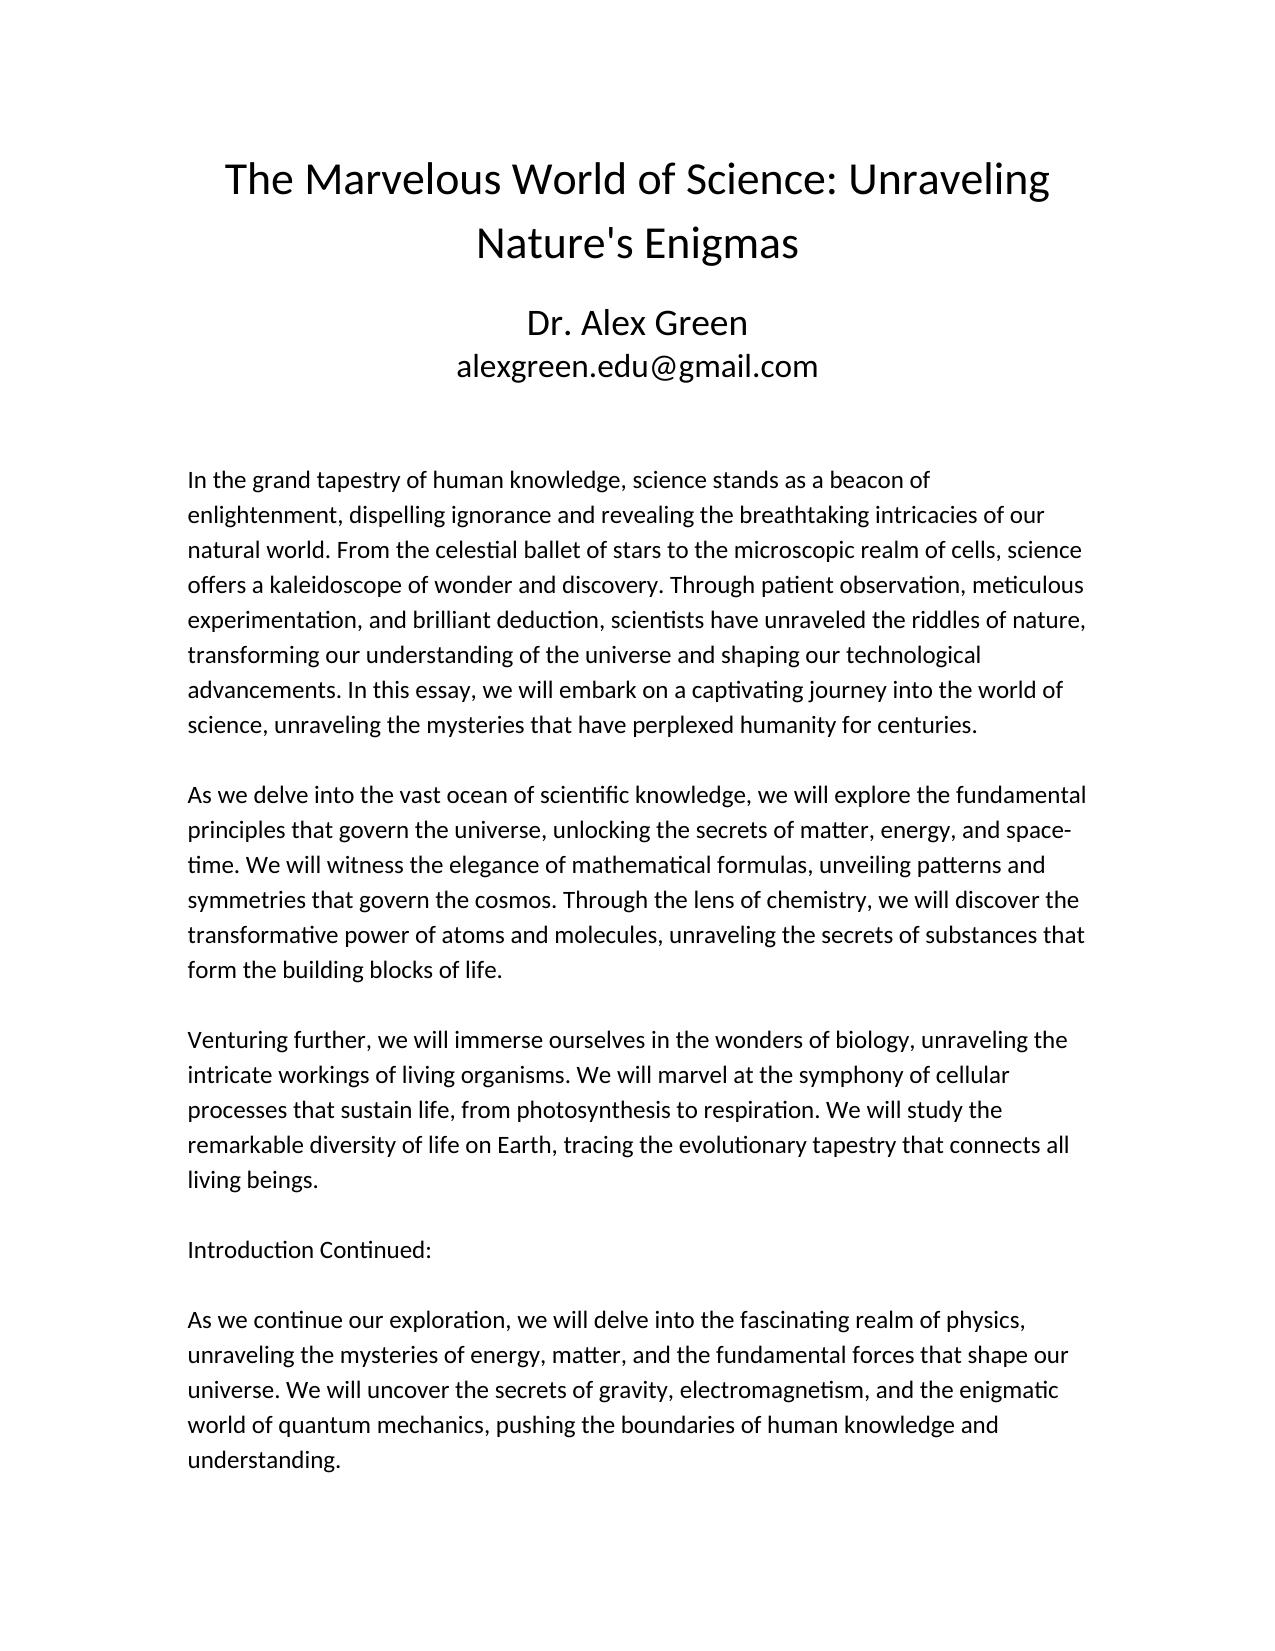 The Marvelous World of Science: Unraveling
Nature's Enigmas
Dr. Alex Green
alexgreen.edu@gmail.com
In the grand tapestry of human knowledge, science stands as a beacon of
enlightenment, dispelling ignorance and revealing the breathtaking intricacies of our
natural world. From the celestial ballet of stars to the microscopic realm of cells, science
offers a kaleidoscope of wonder and discovery. Through patient observation, meticulous
experimentation, and brilliant deduction, scientists have unraveled the riddles of nature,
transforming our understanding of the universe and shaping our technological
advancements. In this essay, we will embark on a captivating journey into the world of
science, unraveling the mysteries that have perplexed humanity for centuries.
As we delve into the vast ocean of scientific knowledge, we will explore the fundamental
principles that govern the universe, unlocking the secrets of matter, energy, and space-
time. We will witness the elegance of mathematical formulas, unveiling patterns and
symmetries that govern the cosmos. Through the lens of chemistry, we will discover the
transformative power of atoms and molecules, unraveling the secrets of substances that
form the building blocks of life.
Venturing further, we will immerse ourselves in the wonders of biology, unraveling the
intricate workings of living organisms. We will marvel at the symphony of cellular
processes that sustain life, from photosynthesis to respiration. We will study the
remarkable diversity of life on Earth, tracing the evolutionary tapestry that connects all
living beings.
Introduction Continued:
As we continue our exploration, we will delve into the fascinating realm of physics,
unraveling the mysteries of energy, matter, and the fundamental forces that shape our
universe. We will uncover the secrets of gravity, electromagnetism, and the enigmatic
world of quantum mechanics, pushing the boundaries of human knowledge and
understanding.